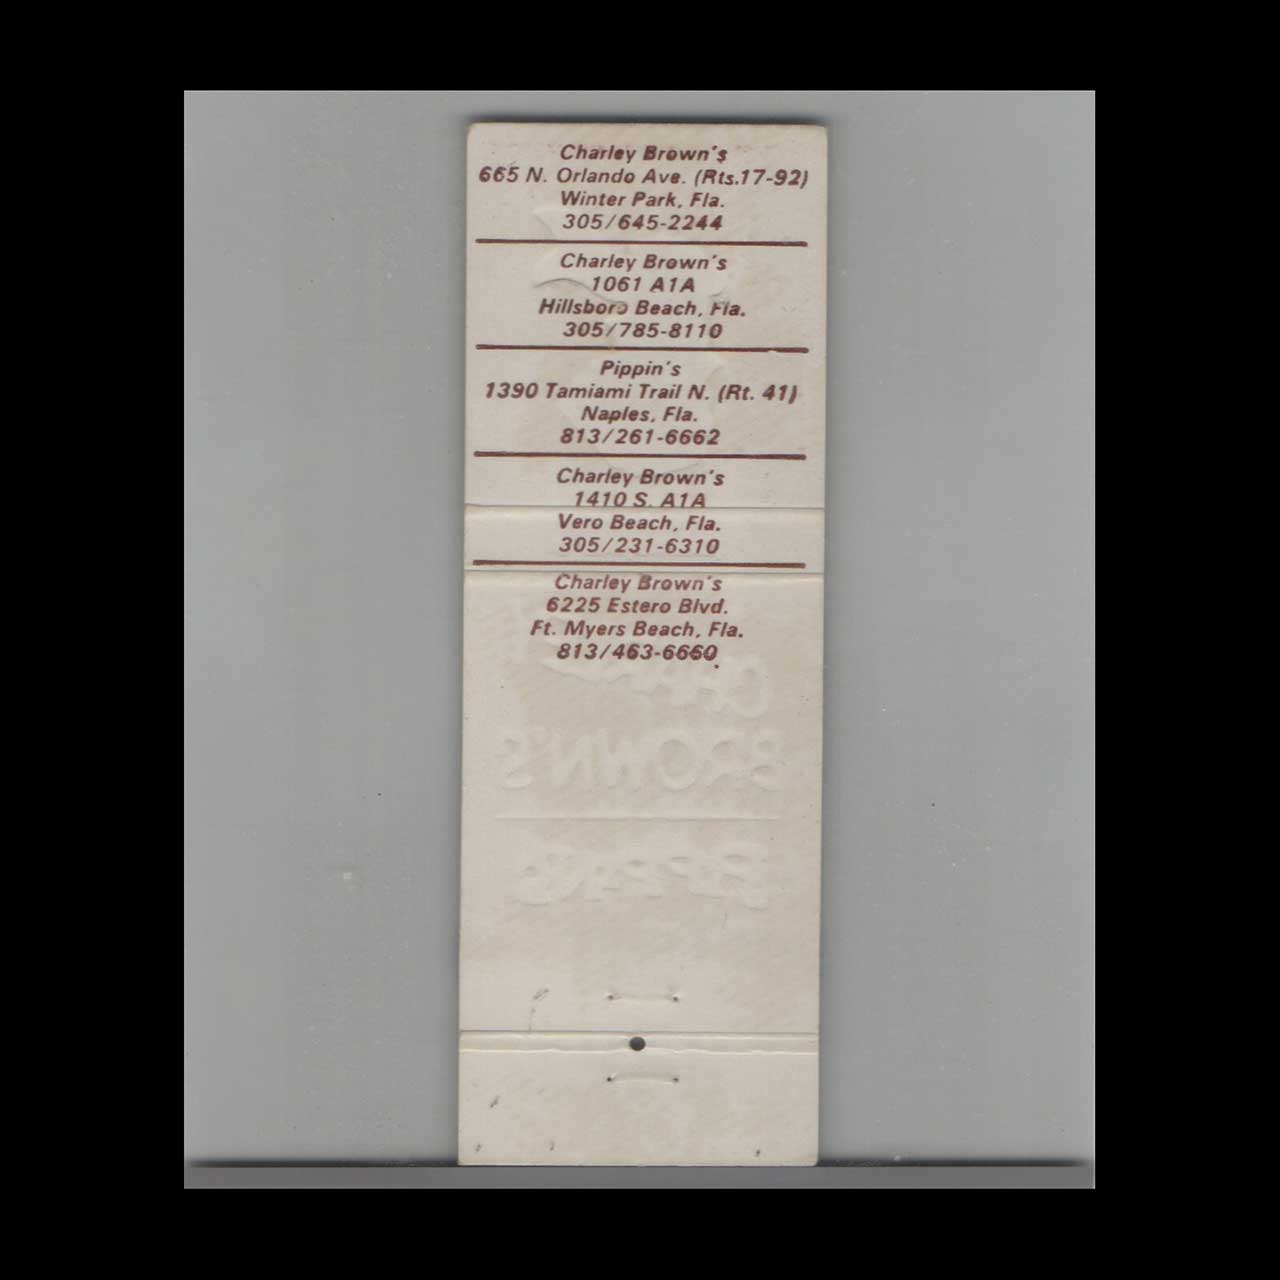 Charley Brown's
665 N. Orlando Ave. (Rts.17-92)
Winter Park, Fla.
305/645-2244
Charley Brown's
1061 A1A
Hillsboro Beach, Fla.
305/785-8110
Pippin's
1390 Tamiami Trail N. (Rt. 41)
Naples, Fla.
813/261-6662
Charley Brown's
1410 S. A1A
Vero Beach, Fla.
305/231-6310
Charley Brown's
6225 Estero Blvd.
Ft. Myers Beach, Fla.
813/463-6660
BROWN'S